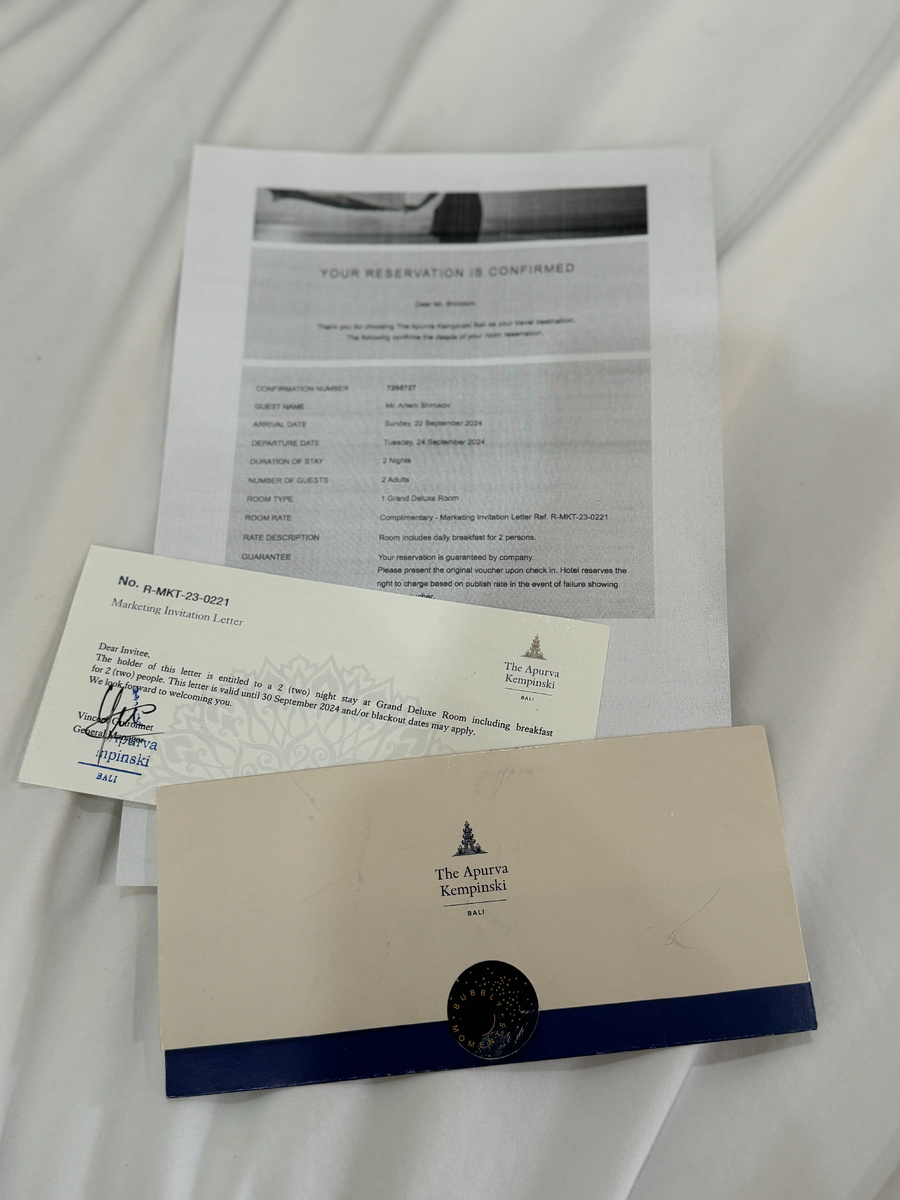 YOUR RESERVATION IS CONFIRMED
Dear Mr. Shirokov,
Thank you for choosing The Apurva Kempinski Bali as your travel destination.
The following confirms the details of your room reservation.
CONFIRMATION NUMBER 7268727
GUEST NAME Mr. Artem Shirokov
ARRIVAL DATE Sunday, 22 September 2024
DEPARTURE DATE Tuesday, 24 September 2024
DURATION OF STAY 2 Nights
NUMBER OF GUESTS 2 Adults
ROOM TYPE 1 Grand Deluxe Room
ROOM RATE Complimentary - Marketing Invitation Letter Ref. R-MKT-23-0221
RATE DESCRIPTION Room includes daily breakfast for 2 persons.
GUARANTEE Your reservation is guaranteed by company.
Please present the original voucher upon check in. Hotel reserves the
right to charge based on publish rate in the event of failure showing
No. R-MKT-23-0221
Marketing Invitation Letter
The Apurva
Kempinski
BALI
Dear Invitee,
The holder of this letter is entitled to a 2 (two) night stay at Grand Deluxe Room including breakfast
for 2 (two) people. This letter is valid until 30 September 2024 and/or blackout dates may apply.
We look forward to welcoming you.
General Manager
Apurva
mpinski
BALI
The Apurva
Kempinski
BALI
BUBBLY
MOMENTS